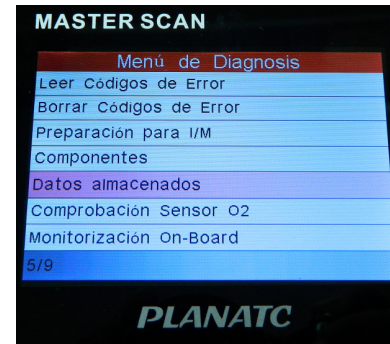 MASTER SCAN
Menú de Diagnosis
Leer Códigos de Error
Borrar Códigos de Error
Preparación para I/M
Componentes
Datos almacenados
Comprobación Sensor O2
Monitorización On-Board
5/9
PLANATC